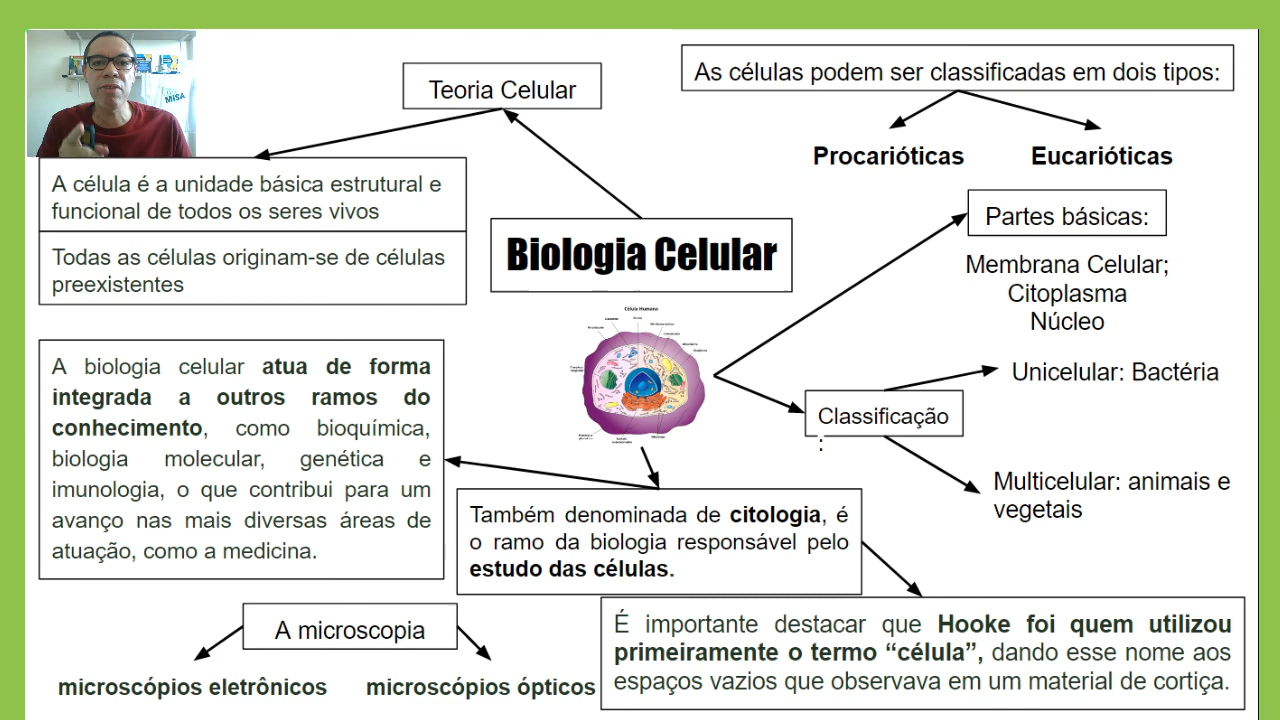 MISA
Teoria Celular
As células podem ser classificadas em dois tipos:
Procarióticas
Eucarióticas
A célula é a unidade básica estrutural e
funcional de todos os seres vivos
Todas as células originam-se de células
preexistentes
Biologia Celular
Partes básicas:
Membrana Celular;
Citoplasma
Núcleo
Célula Humana
A biologia celular atua de forma
integrada a outros ramos do
conhecimento, como bioquímica,
biologia molecular, genética e
imunologia, o que contribui para um
avanço nas mais diversas áreas de
atuação, como a medicina.
Unicelular: Bactéria
Classificação
:
Multicelular: animais e
vegetais
Também denominada de citologia, é
o ramo da biologia responsável pelo
estudo das células.
A microscopia
microscópios eletrônicos
microscópios ópticos
É importante destacar que Hooke foi quem utilizou
primeiramente o termo “célula”, dando esse nome aos
espaços vazios que observava em um material de cortiça.